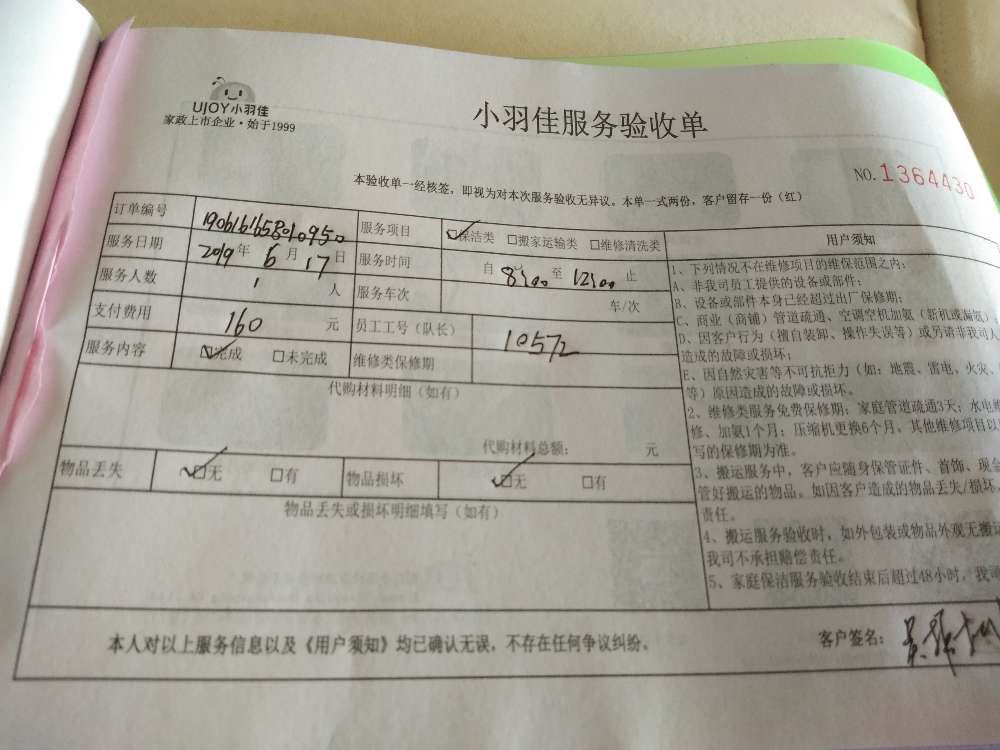 UJOY小羽佳
家政上市企业·始于1999
小羽佳服务验收单
NO. 1364430
本验收单一经核签，即视为对本次服务验收无异议。本单一式两份，客户留存一份（红）
订单编号 1906161658010950 服务项目 ☑保洁类 □搬家运输类 □维修清洗类
服务日期 2019年6月17日 服务时间 自 8:00 至 12:00 止
服务人数 1 人 服务车次 车/次
支付费用 160 元 员工工号（队长） 10572
服务内容 ☑完成 □未完成 维修类保修期
代购材料明细（如有）
代购材料总额： 元
物品丢失 ☑无 □有 物品损坏 ☑无 □有
物品丢失或损坏明细填写（如有）
用户须知
1、下列情况不在维修项目的维保范围之内：
A、非我司员工提供的设备或部件；
B、设备或部件本身已经超过出厂保修期；
C、商业（商铺）管道疏通、空调空机加氨（新机或漏氨）
D、因客户行为（擅自装卸、操作失误等）或另请非我司人
造成的故障或损坏；
E、因自然灾害等不可抗拒力（如：地震、雷电、火灾、
等）原因造成的故障或损坏。
2、维修类服务免费保修期：家庭管道疏通3天；水电维
修、加氨1个月；压缩机更换6个月。其他维修项目以
写的保修期为准。
3、搬运服务中，客户应随身保管证件、首饰、现金
管好搬运的物品。如因客户造成的物品丢失/损坏，
责任。
4、搬运服务验收时，如外包装或物品外观无搬运
我司不承担赔偿责任。
5、家庭保洁服务验收结束后超过48小时，我司
本人对以上服务信息以及《用户须知》均已确认无误，不存在任何争议纠纷。
客户签名：